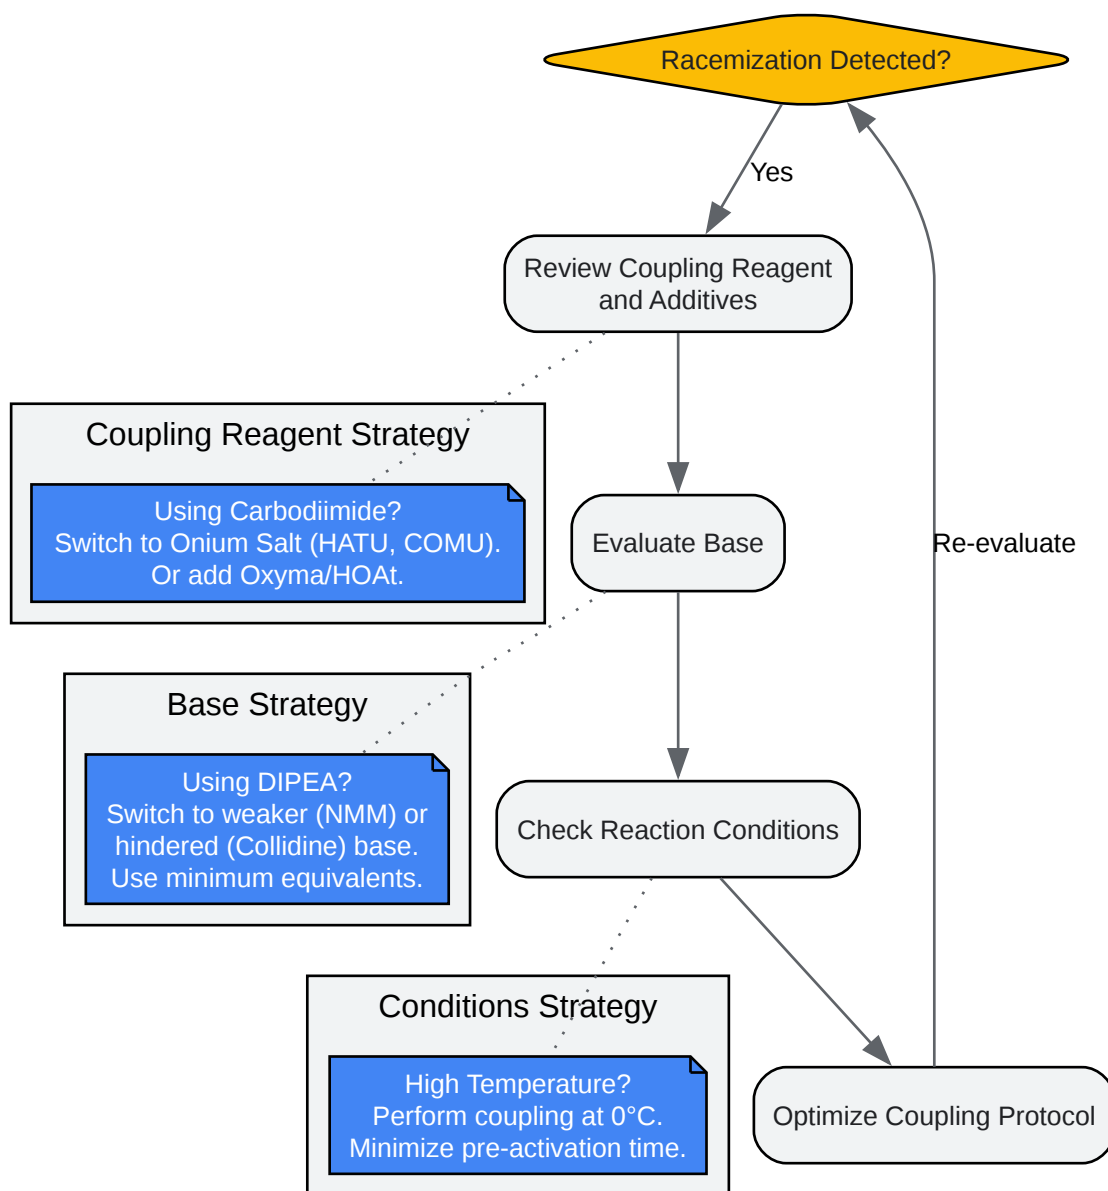 Racemization Detected?
Yes
Review Coupling Reagent
and Additives
Coupling Reagent Strategy
Using Carbodiimide?
Switch to Onium Salt (HATU, COMU).
Or add Oxyma/HOAt.
Evaluate Base
Re-evaluate
Base Strategy
Using DIPEA?
Switch to weaker (NMM) or
hindered (Collidine) base.
Use minimum equivalents.
Check Reaction Conditions
Conditions Strategy
High Temperature?
Perform coupling at 0°C.
Minimize pre-activation time.
Optimize Coupling Protocol